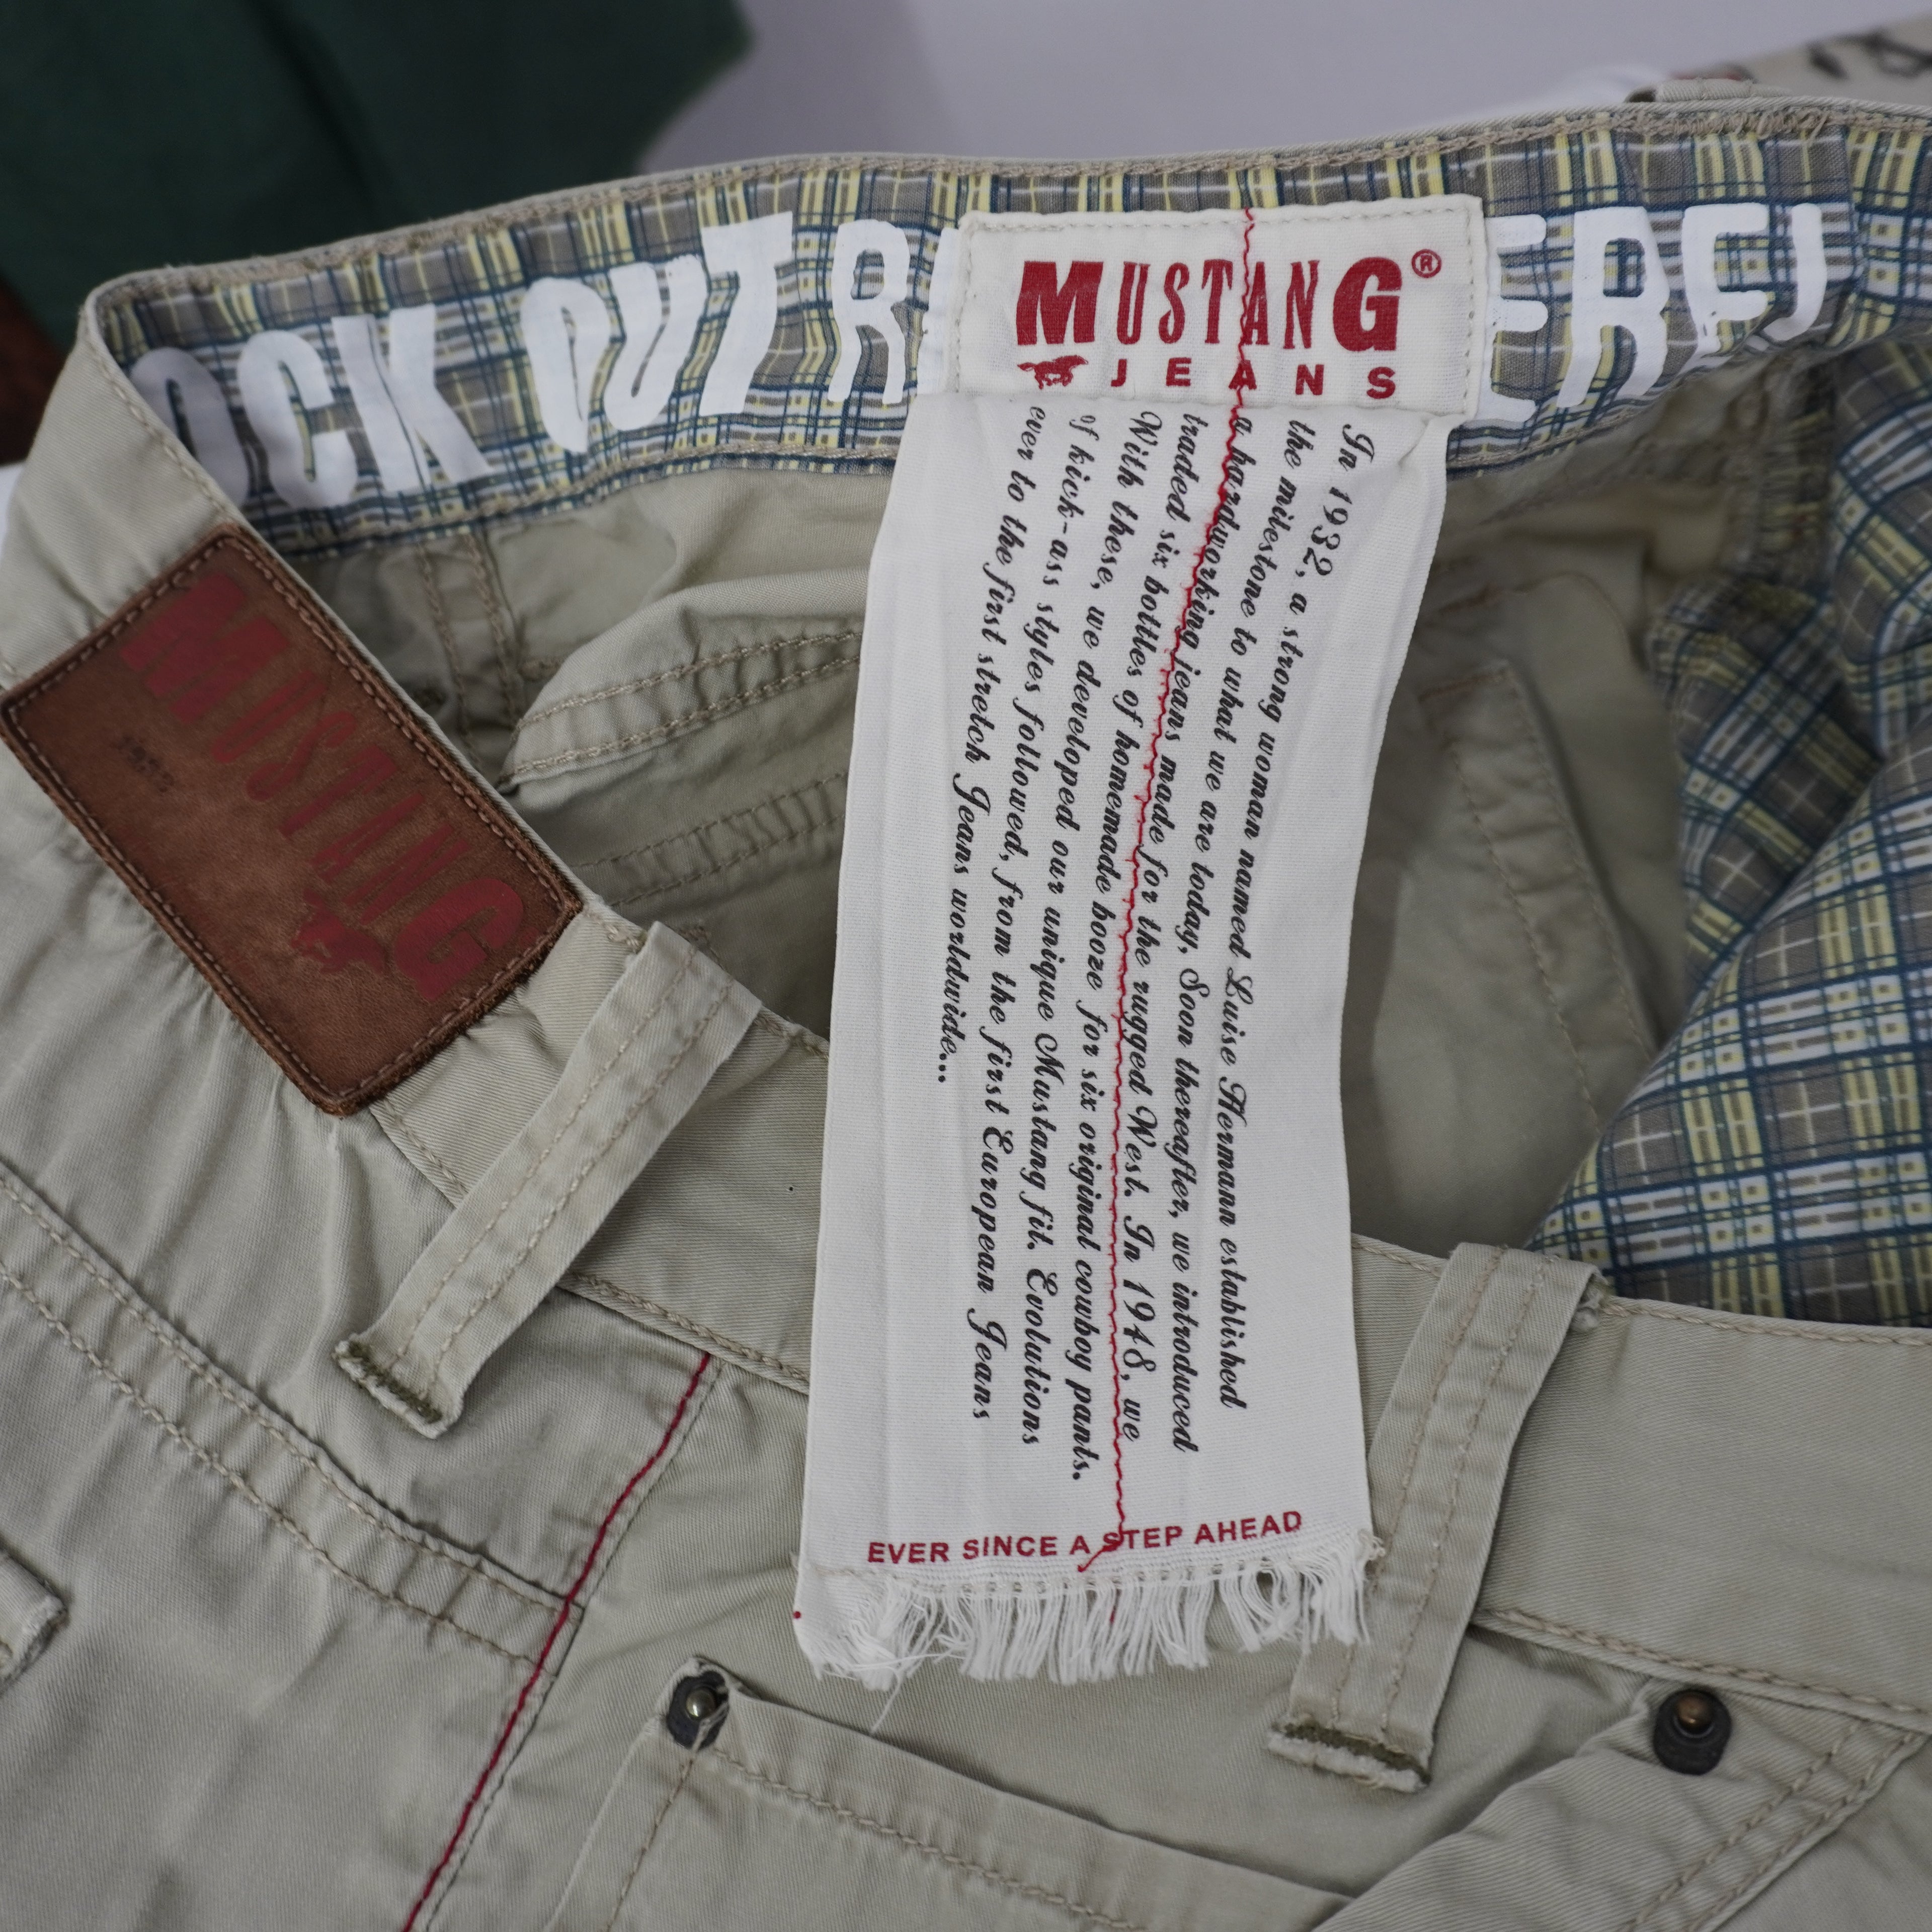 OCK OUT R
ERE!
MUSTANG®
JEANS
In 1932, a strong woman named Luise Hermann established
the milestone to what we are today, Soon thereafter, we introduced
a hardworking jeans made for the rugged West. In 1948, we
traded six bottles of homemade booze for six original cowboy pants.
With these, we developed our unique Mustang fit. Evolutions
of kick-ass styles followed, from the first European Jeans
ever to the first stretch Jeans worldwide...
EVER SINCE A STEP AHEAD
MUSTANG